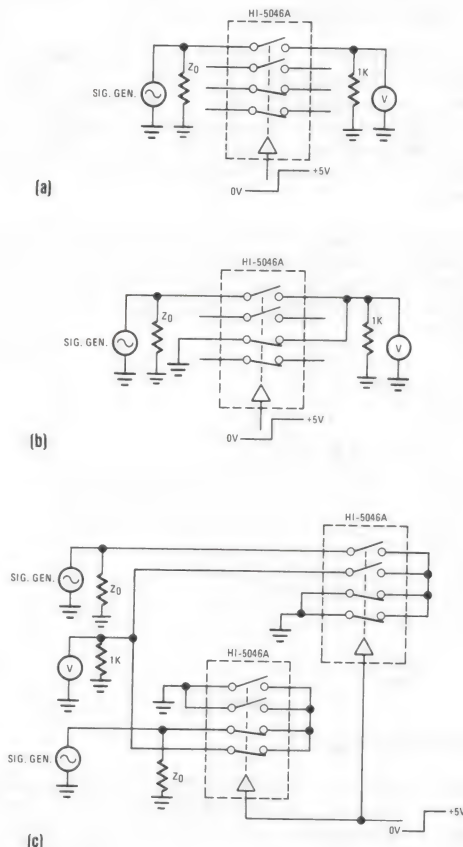 HI-5046A
Z0
SIG. GEN.
1K
V
+5V
0V
(a)
HI-5046A
Z0
SIG. GEN.
1K
V
+5V
0V
(b)
HI-5046A
SIG. GEN.
Z0
V
1K
HI-5046A
SIG. GEN.
Z0
+5V
0V
(c)